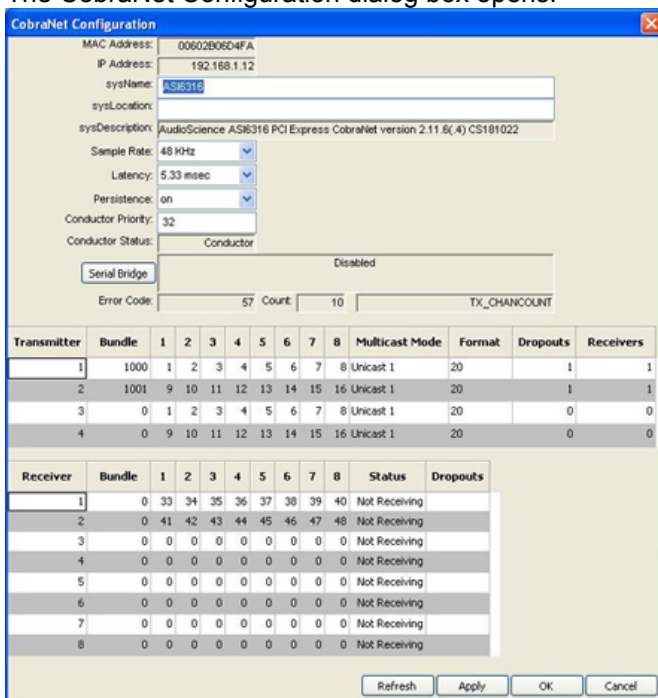 The CobraNet Configuration dialog box opens.
CobraNet Configuration
MAC Address: 00602B06D4FA
IP Address: 192.168.1.12
sysName: ASI6316
sysLocation:
sysDescription: AudioScience ASI6316 PCI Express CobraNet version 2.11.6(.4) CS181022
Sample Rate: 48 KHz
Latency: 5.33 msec
Persistence: on
Conductor Priority: 32
Conductor Status: Conductor
Serial Bridge Disabled
Error Code: 57 Count: 10 TX_CHANCOUNT
Transmitter Bundle 1 2 3 4 5 6 7 8 Multicast Mode Format Dropouts Receivers
1 1000 1 2 3 4 5 6 7 8 Unicast 1 20 1 1
2 1001 9 10 11 12 13 14 15 16 Unicast 1 20 1 1
3 0 1 2 3 4 5 6 7 8 Unicast 1 20 0 0
4 0 9 10 11 12 13 14 15 16 Unicast 1 20 0 0
Receiver Bundle 1 2 3 4 5 6 7 8 Status Dropouts
1 0 33 34 35 36 37 38 39 40 Not Receiving
2 0 41 42 43 44 45 46 47 48 Not Receiving
3 0 0 0 0 0 0 0 0 0 Not Receiving
4 0 0 0 0 0 0 0 0 0 Not Receiving
5 0 0 0 0 0 0 0 0 0 Not Receiving
6 0 0 0 0 0 0 0 0 0 Not Receiving
7 0 0 0 0 0 0 0 0 0 Not Receiving
8 0 0 0 0 0 0 0 0 0 Not Receiving
Refresh Apply OK Cancel